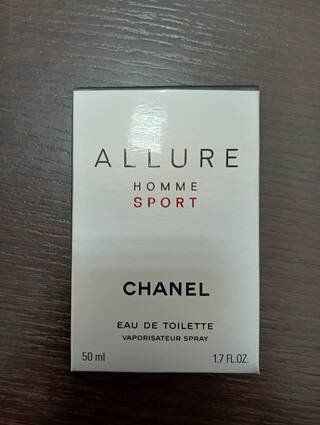 ALLURE
HOMME
SPORT
CHANEL
EAU DE TOILETTE
VAPORISATEUR SPRAY
50 ml 1.7 FL.OZ.